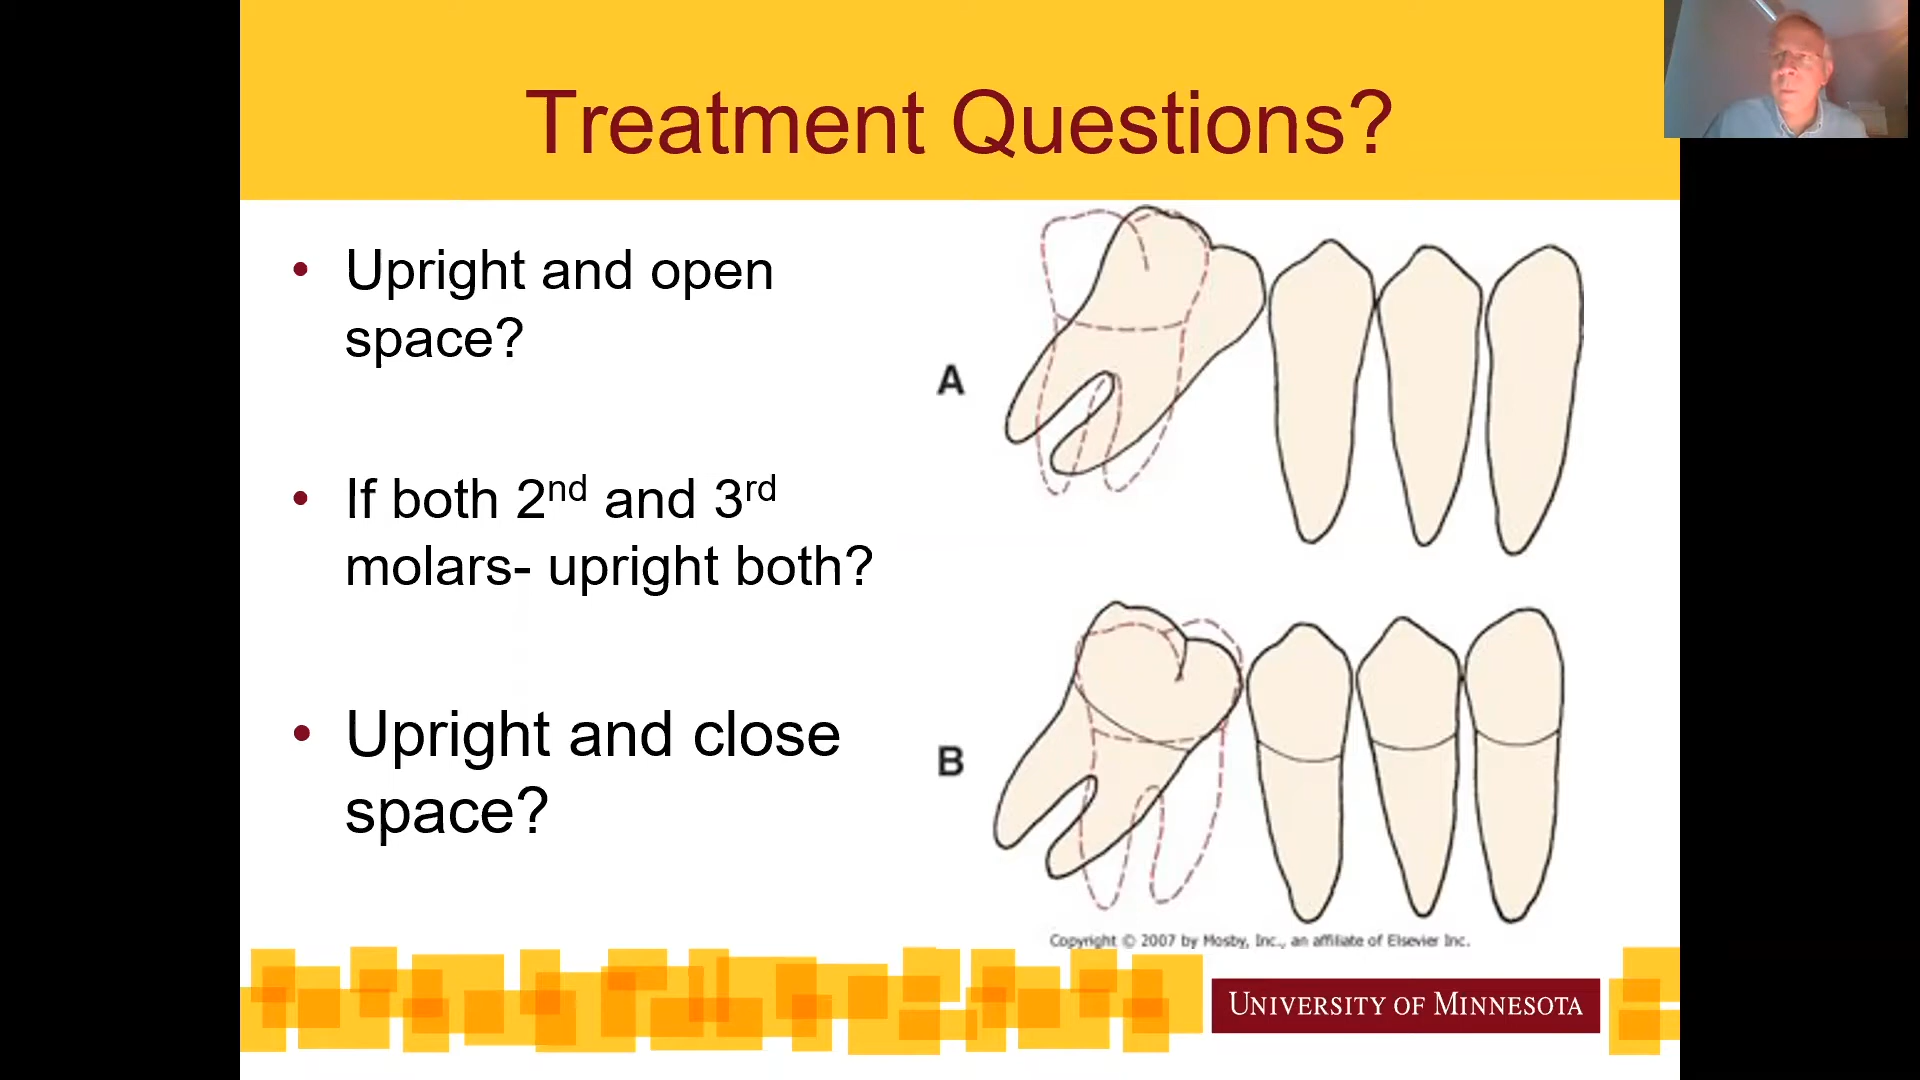 Treatment Questions?
• Upright and open
space?
• If both 2nd and 3rd
molars- upright both?
• Upright and close
space?
A
B
Copyright © 2007 by Mosby, Inc., an affiliate of Elsevier Inc.
UNIVERSITY OF MINNESOTA